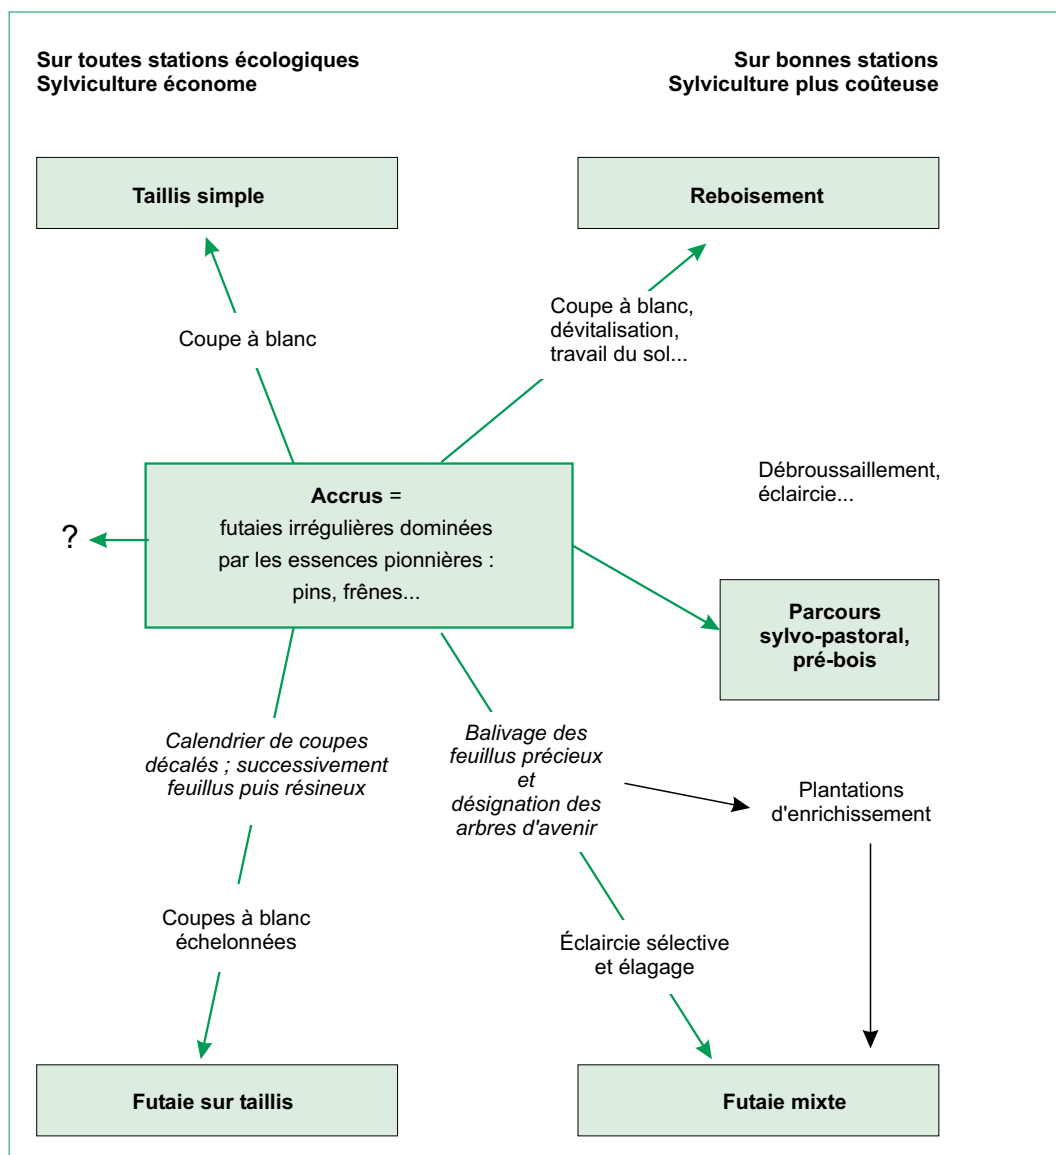 Sur toutes stations écologiques
Sylviculture économe
Sur bonnes stations
Sylviculture plus coûteuse
Taillis simple
Reboisement
Coupe à blanc
Coupe à blanc,
dévitalisation,
travail du sol...
Débroussaillement,
éclaircie...
Accrus =
futaies irrégulières dominées
par les essences pionnières :
pins, frênes...
?
Parcours
sylvo-pastoral,
pré-bois
Calendrier de coupes
décalés ; successivement
feuillus puis résineux
Balivage des
feuillus précieux
et
désignation des
arbres d'avenir
Plantations
d'enrichissement
Coupes à blanc
échelonnées
Éclaircie sélective
et élagage
Futaie sur taillis
Futaie mixte